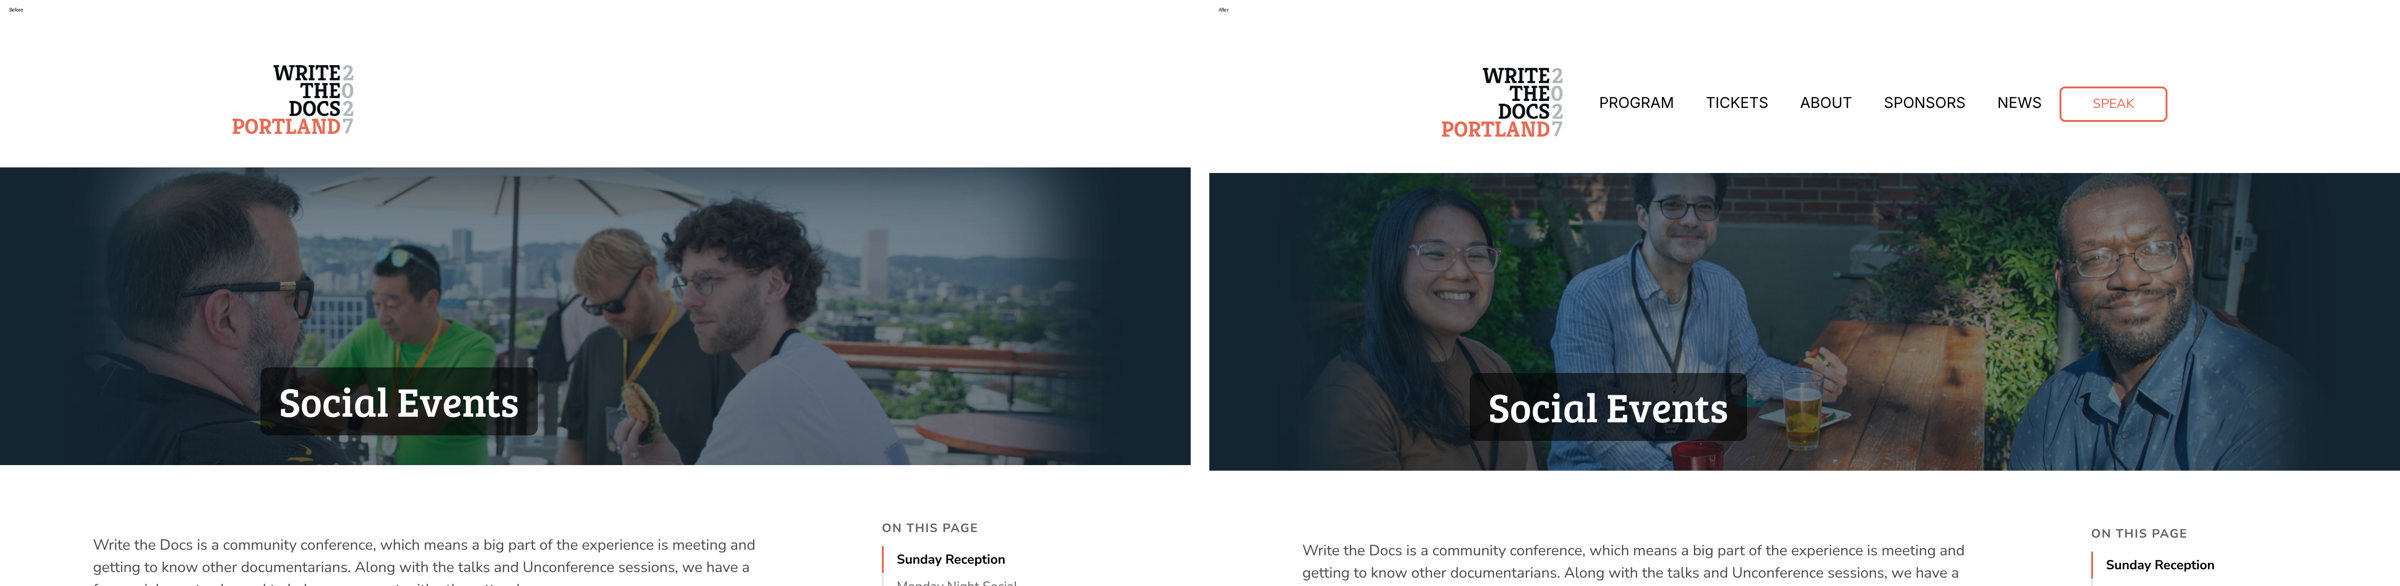 Before
WRITE 2
THE 0
DOCS 2
PORTLAND 7
Social Events
Write the Docs is a community conference, which means a big part of the experience is meeting and
getting to know other documentarians. Along with the talks and Unconference sessions, we have a
ON THIS PAGE
Sunday Reception
Monday Night Social
After
WRITE 2
THE 0
DOCS 2
PORTLAND 7
PROGRAM TICKETS ABOUT SPONSORS NEWS SPEAK
Social Events
Write the Docs is a community conference, which means a big part of the experience is meeting and
getting to know other documentarians. Along with the talks and Unconference sessions, we have a
ON THIS PAGE
Sunday Reception